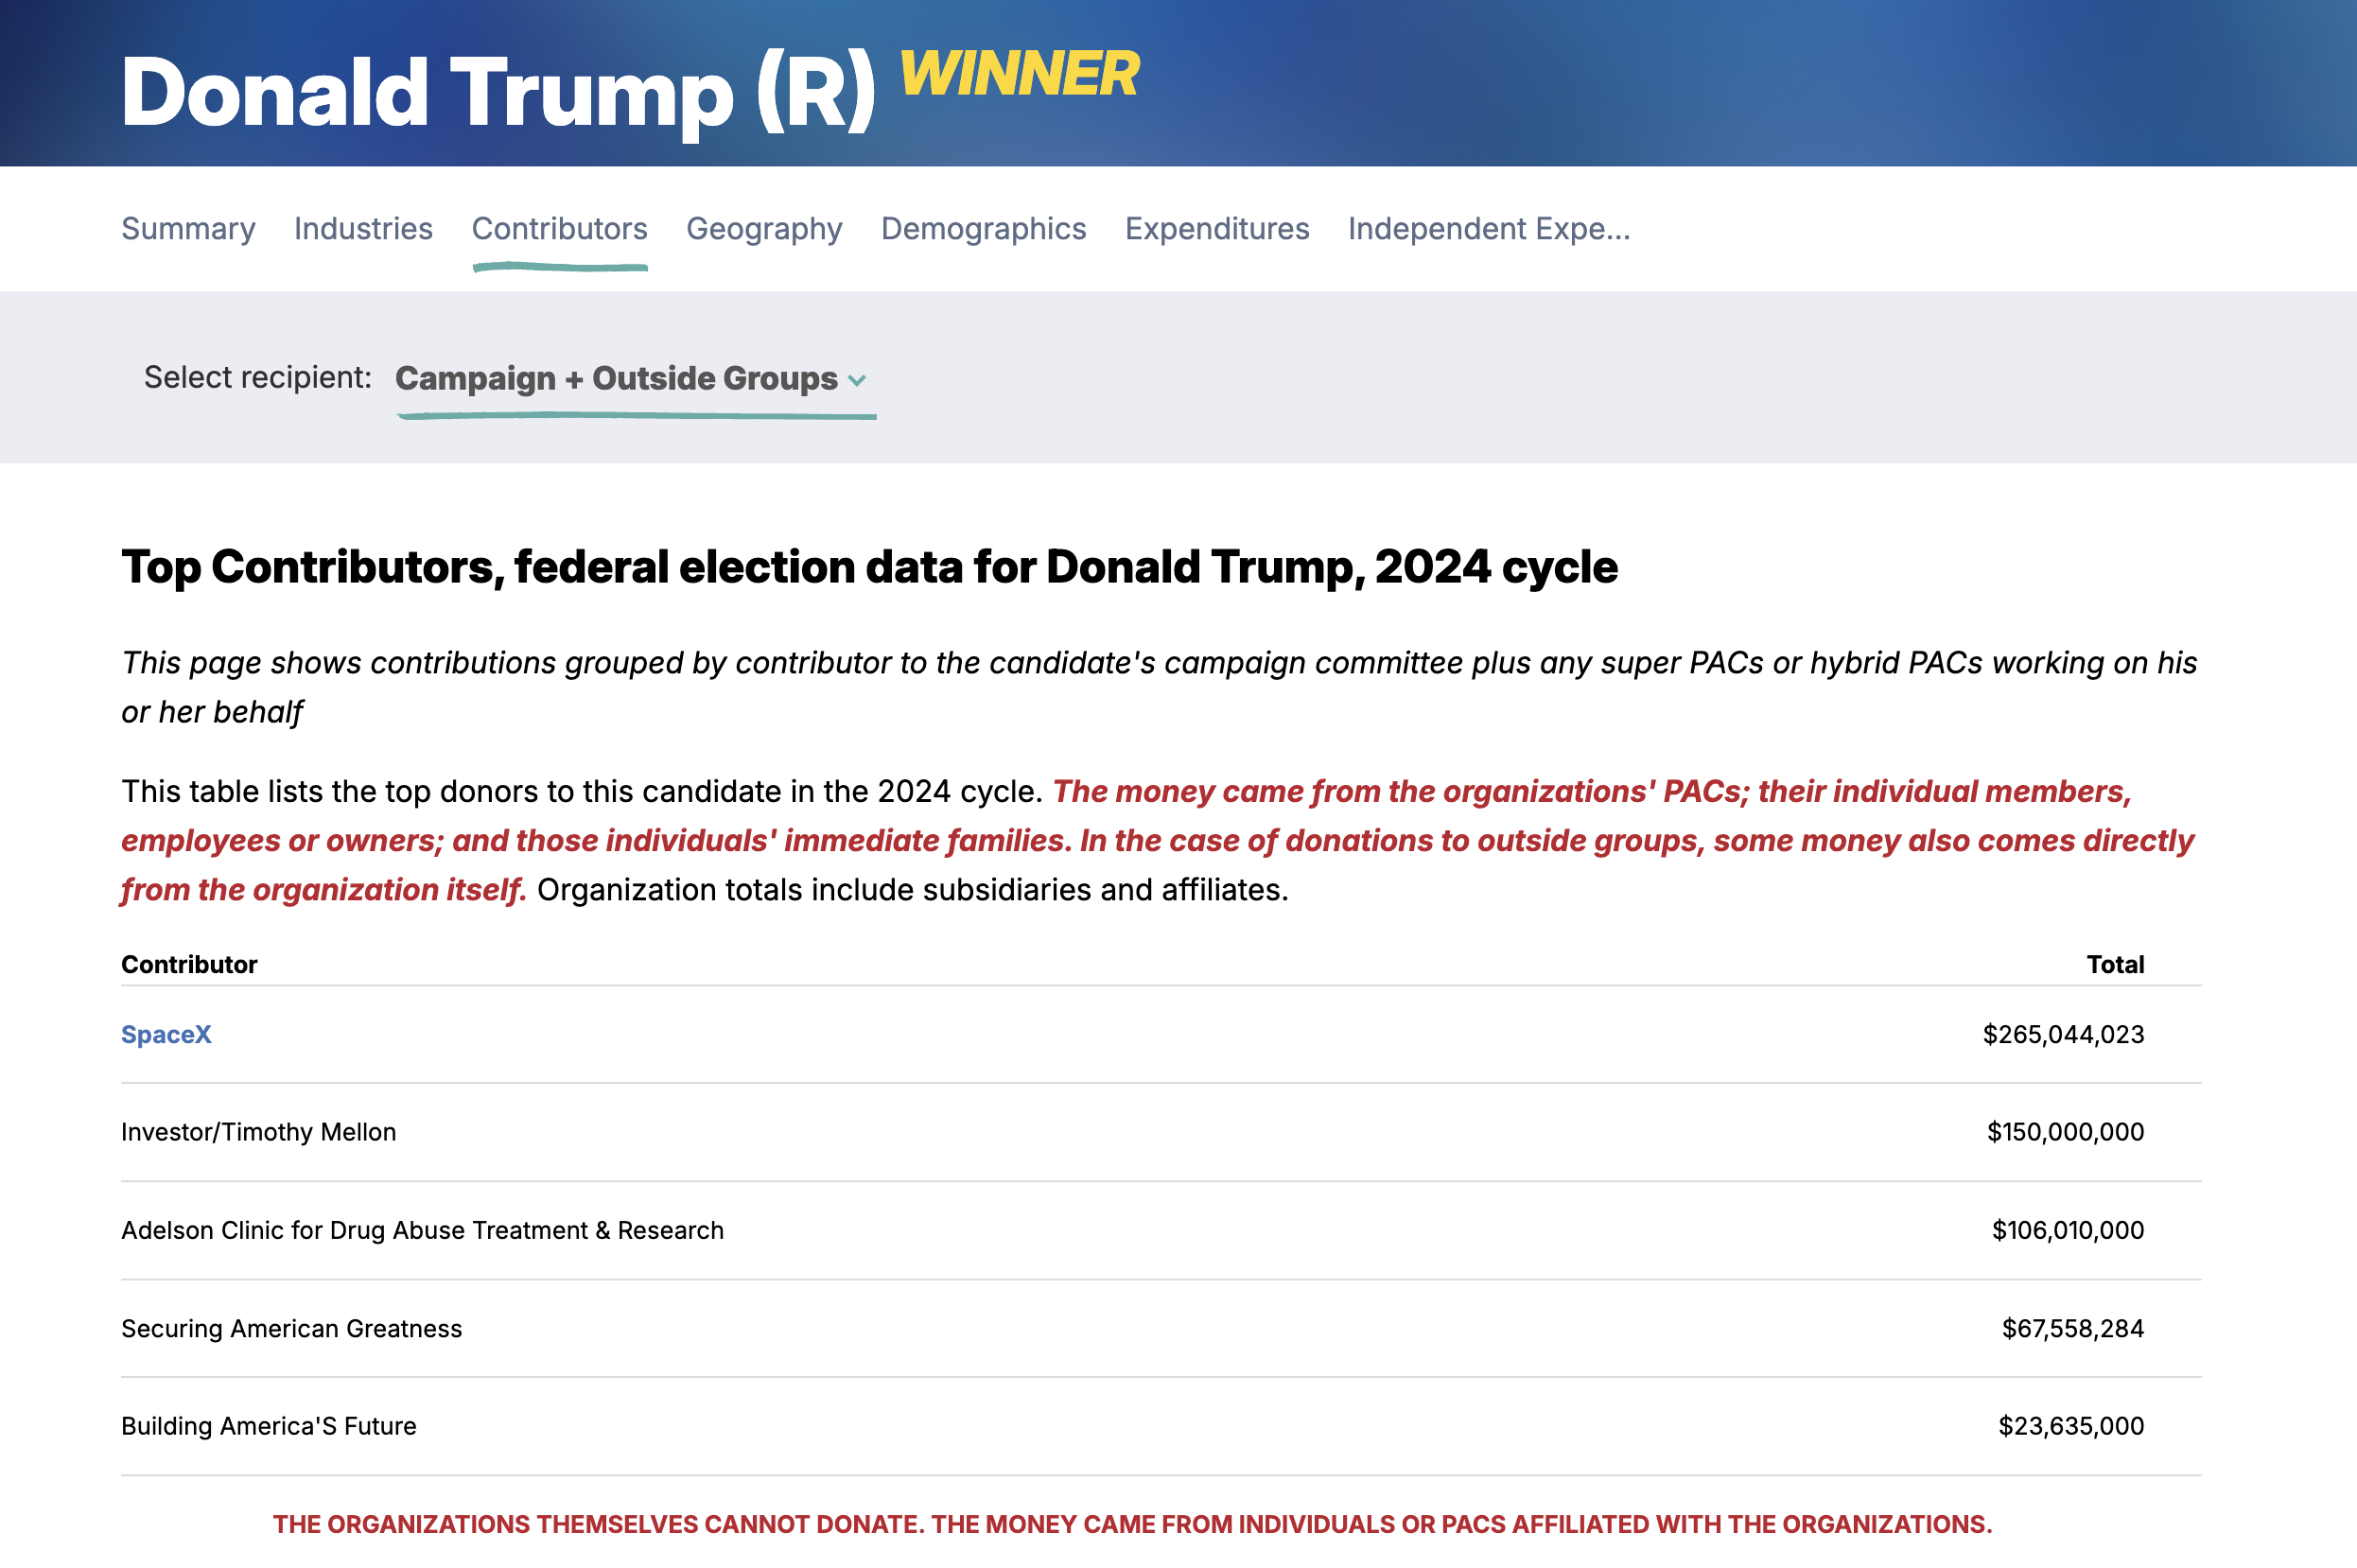 Donald Trump (R) WINNER
Summary Industries Contributors Geography Demographics Expenditures Independent Expe...
Select recipient: Campaign + Outside Groups
Top Contributors, federal election data for Donald Trump, 2024 cycle
This page shows contributions grouped by contributor to the candidate's campaign committee plus any super PACs or hybrid PACs working on his
or her behalf
This table lists the top donors to this candidate in the 2024 cycle. The money came from the organizations' PACs; their individual members,
employees or owners; and those individuals' immediate families. In the case of donations to outside groups, some money also comes directly
from the organization itself. Organization totals include subsidiaries and affiliates.
Contributor Total
SpaceX $265,044,023
Investor/Timothy Mellon $150,000,000
Adelson Clinic for Drug Abuse Treatment & Research $106,010,000
Securing American Greatness $67,558,284
Building America'S Future $23,635,000
THE ORGANIZATIONS THEMSELVES CANNOT DONATE. THE MONEY CAME FROM INDIVIDUALS OR PACS AFFILIATED WITH THE ORGANIZATIONS.